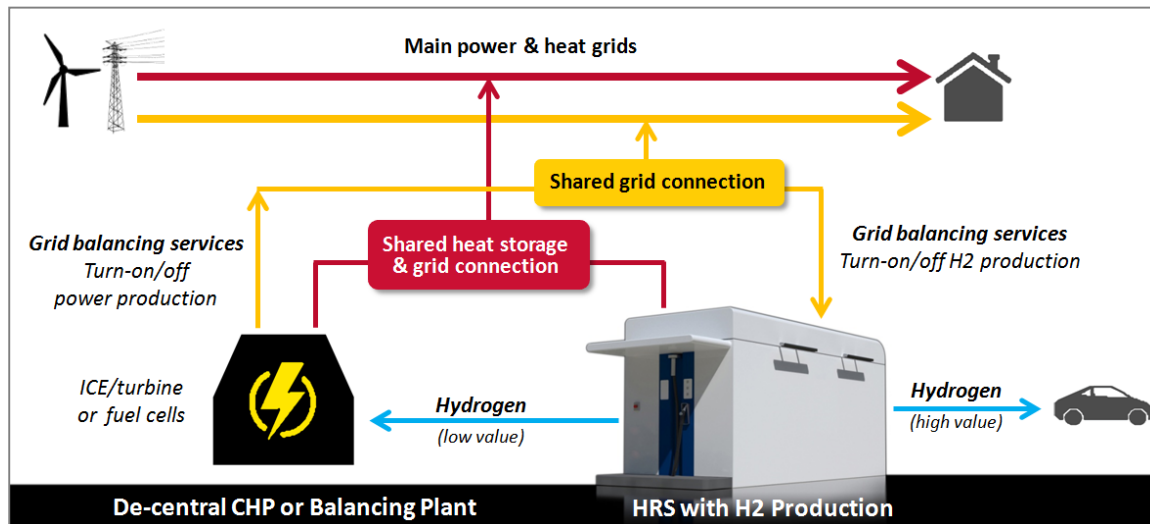 Main power & heat grids
Shared grid connection
Grid balancing services
Turn-on/off
power production
Shared heat storage
& grid connection
Grid balancing services
Turn-on/off H2 production
ICE/turbine
or fuel cells
Hydrogen
(low value)
Hydrogen
(high value)
De-central CHP or Balancing Plant
HRS with H2 Production